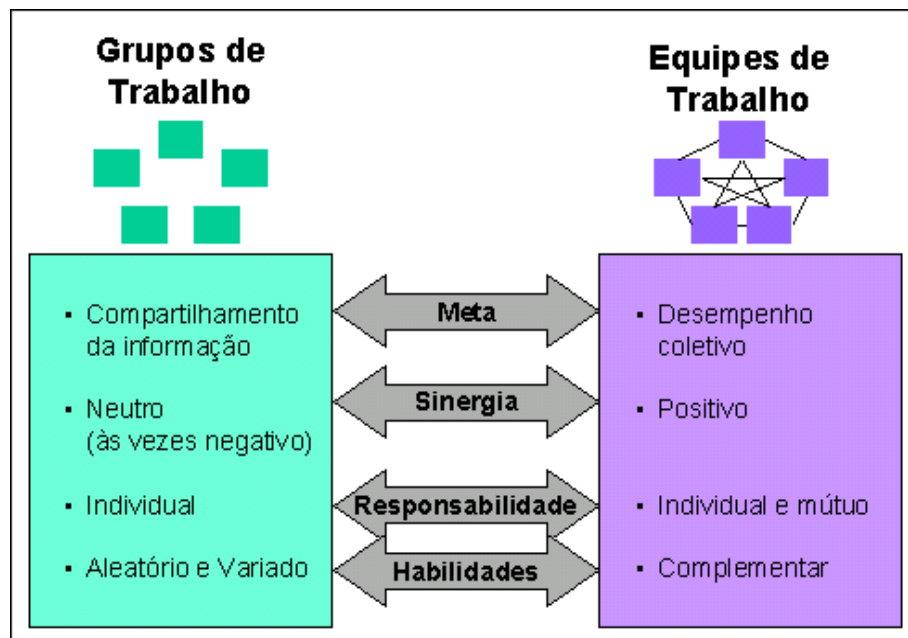 Grupos de
Trabalho
Equipes de
Trabalho
▪ Compartilhamento
da informação
▪ Neutro
(às vezes negativo)
▪ Individual
▪ Aleatório e Variado
Meta
Sinergia
Responsabilidade
Habilidades
▪ Desempenho
coletivo
▪ Positivo
▪ Individual e mútuo
▪ Complementar